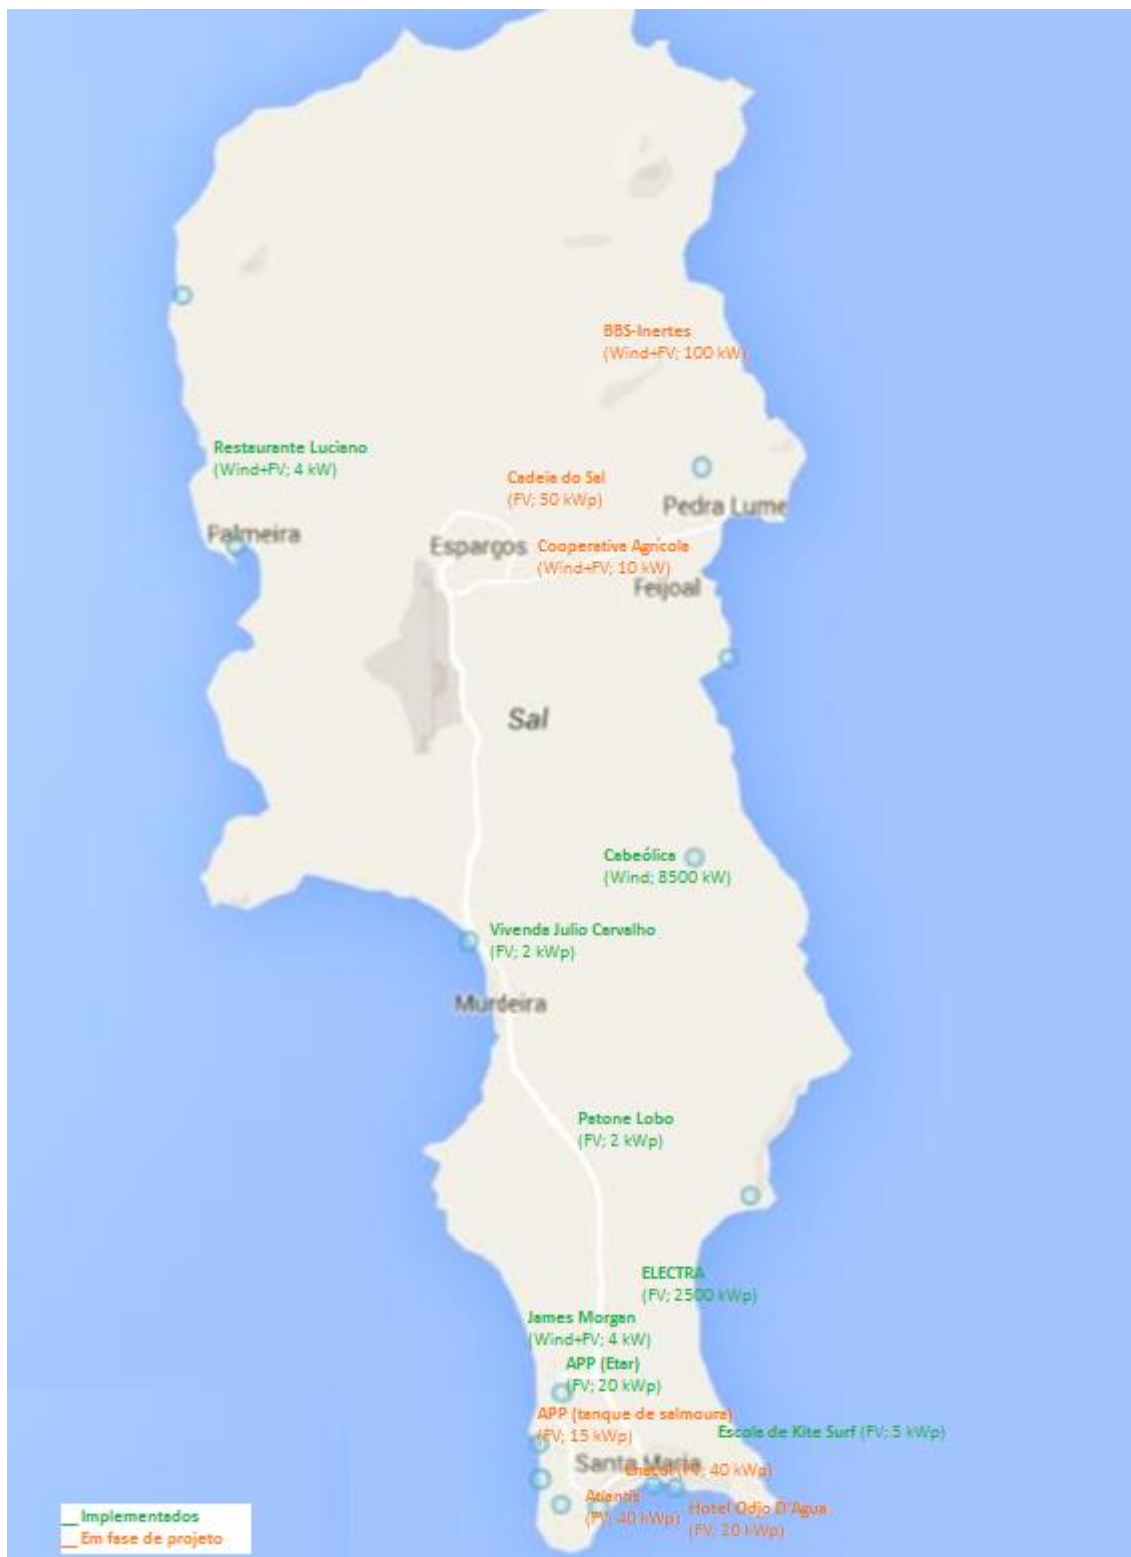 BBS-Inertes
(Wind+FV; 100 kW)
Restaurante Luciano
(Wind+FV; 4 kW)
Cadeia do Sal
(FV; 50 kWp)
Pedra Lume
Palmeira
Espargos
Cooperativa Agrícola
(Wind+FV; 10 kW)
Feijoal
Sal
Cabeólica
(Wind; 8500 kW)
Vivenda Julio Carvalho
(FV; 2 kWp)
Murdeira
Patone Lobo
(FV; 2 kWp)
ELECTRA
(FV; 2500 kWp)
James Morgan
(Wind+FV; 4 kW)
APP (Etar)
(FV; 20 kWp)
APP (tanque de salmoura)
(FV; 15 kWp)
Escola de Kite Surf (FV; 5 kWp)
Santa Maria
(FV; 40 kWp)
Atlantis
(FV; 40 kWp)
Hotel Odjo D'Agua
(FV; 20 kWp)
Implementados
Em fase de projeto